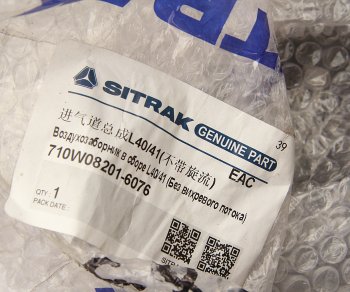 SITRAK
GENUINE PART
39
进气道总成L40/41(不带旋流)
EAC
Воздухозаборник в сборе L40/41 (Без вихревого потока)
710W08201-6076
QTY: 1
PACK DATE: